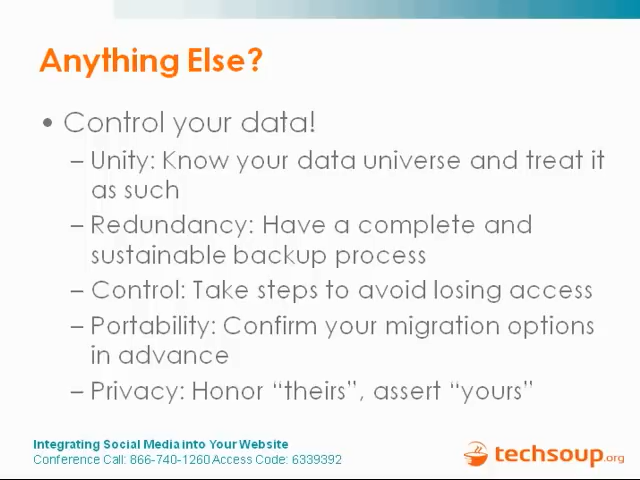 Anything Else?
• Control your data!
– Unity: Know your data universe and treat it
as such
– Redundancy: Have a complete and
sustainable backup process
– Control: Take steps to avoid losing access
– Portability: Confirm your migration options
in advance
– Privacy: Honor “theirs”, assert “yours”
Integrating Social Media into Your Website
Conference Call: 866-740-1260 Access Code: 6339392
techsoup.org